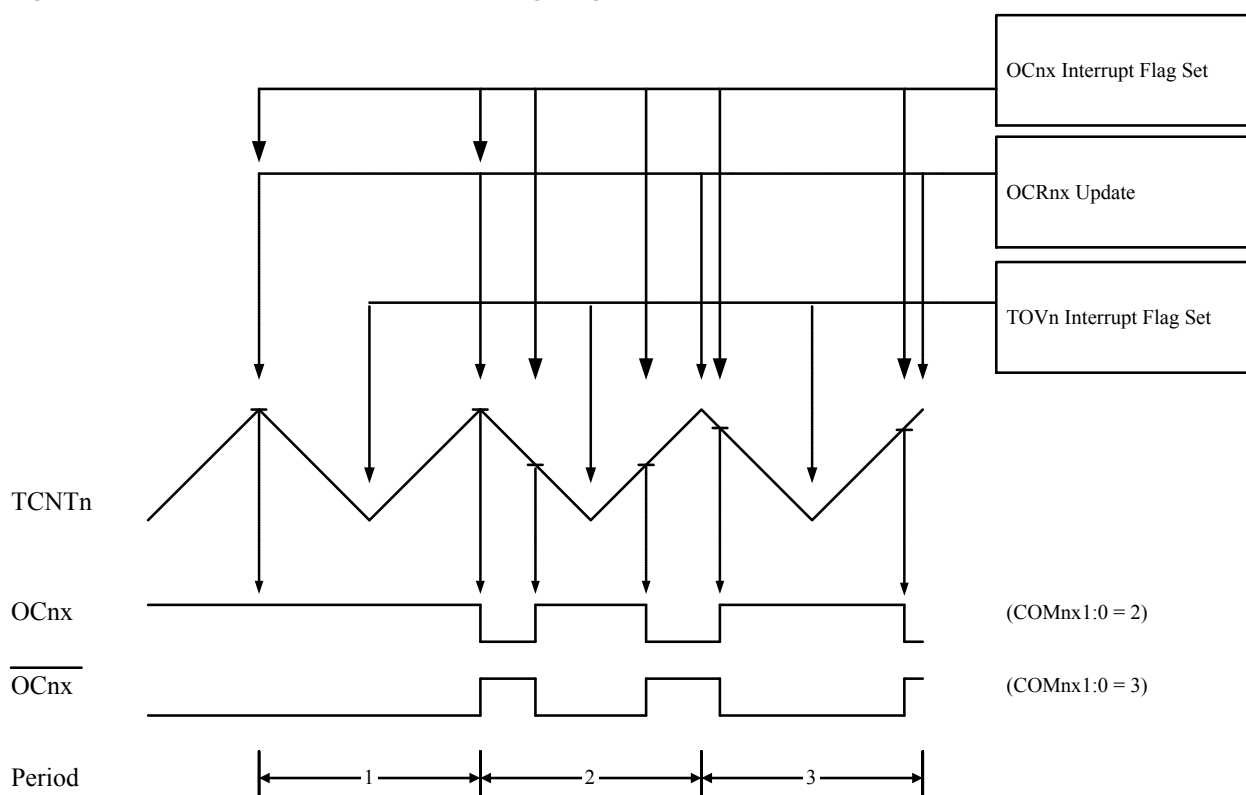 OCnx Interrupt Flag Set
OCRnx Update
TOVn Interrupt Flag Set
TCNTn
OCnx
(COMnx1:0 = 2)
OCnx
(COMnx1:0 = 3)
Period
1
2
3